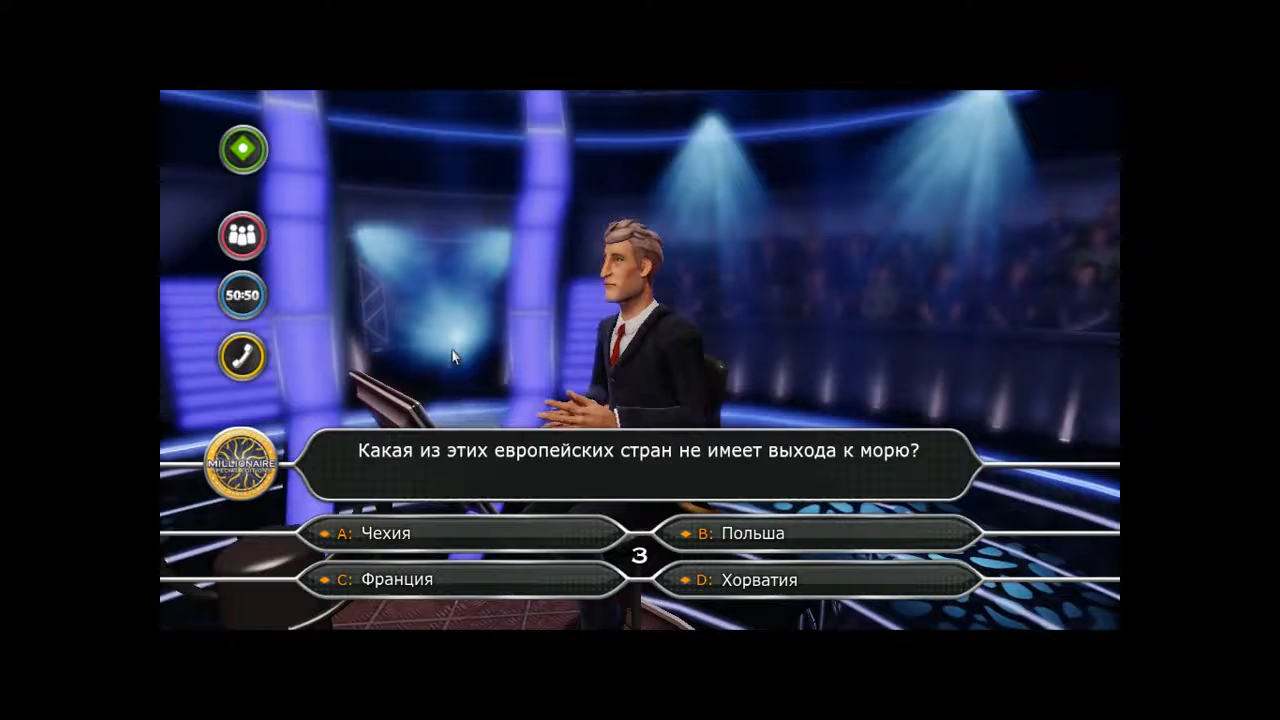 50:50
MILLIONAIRE
Какая из этих европейских стран не имеет выхода к морю?
A: Чехия
B: Польша
3
C: Франция
D: Хорватия